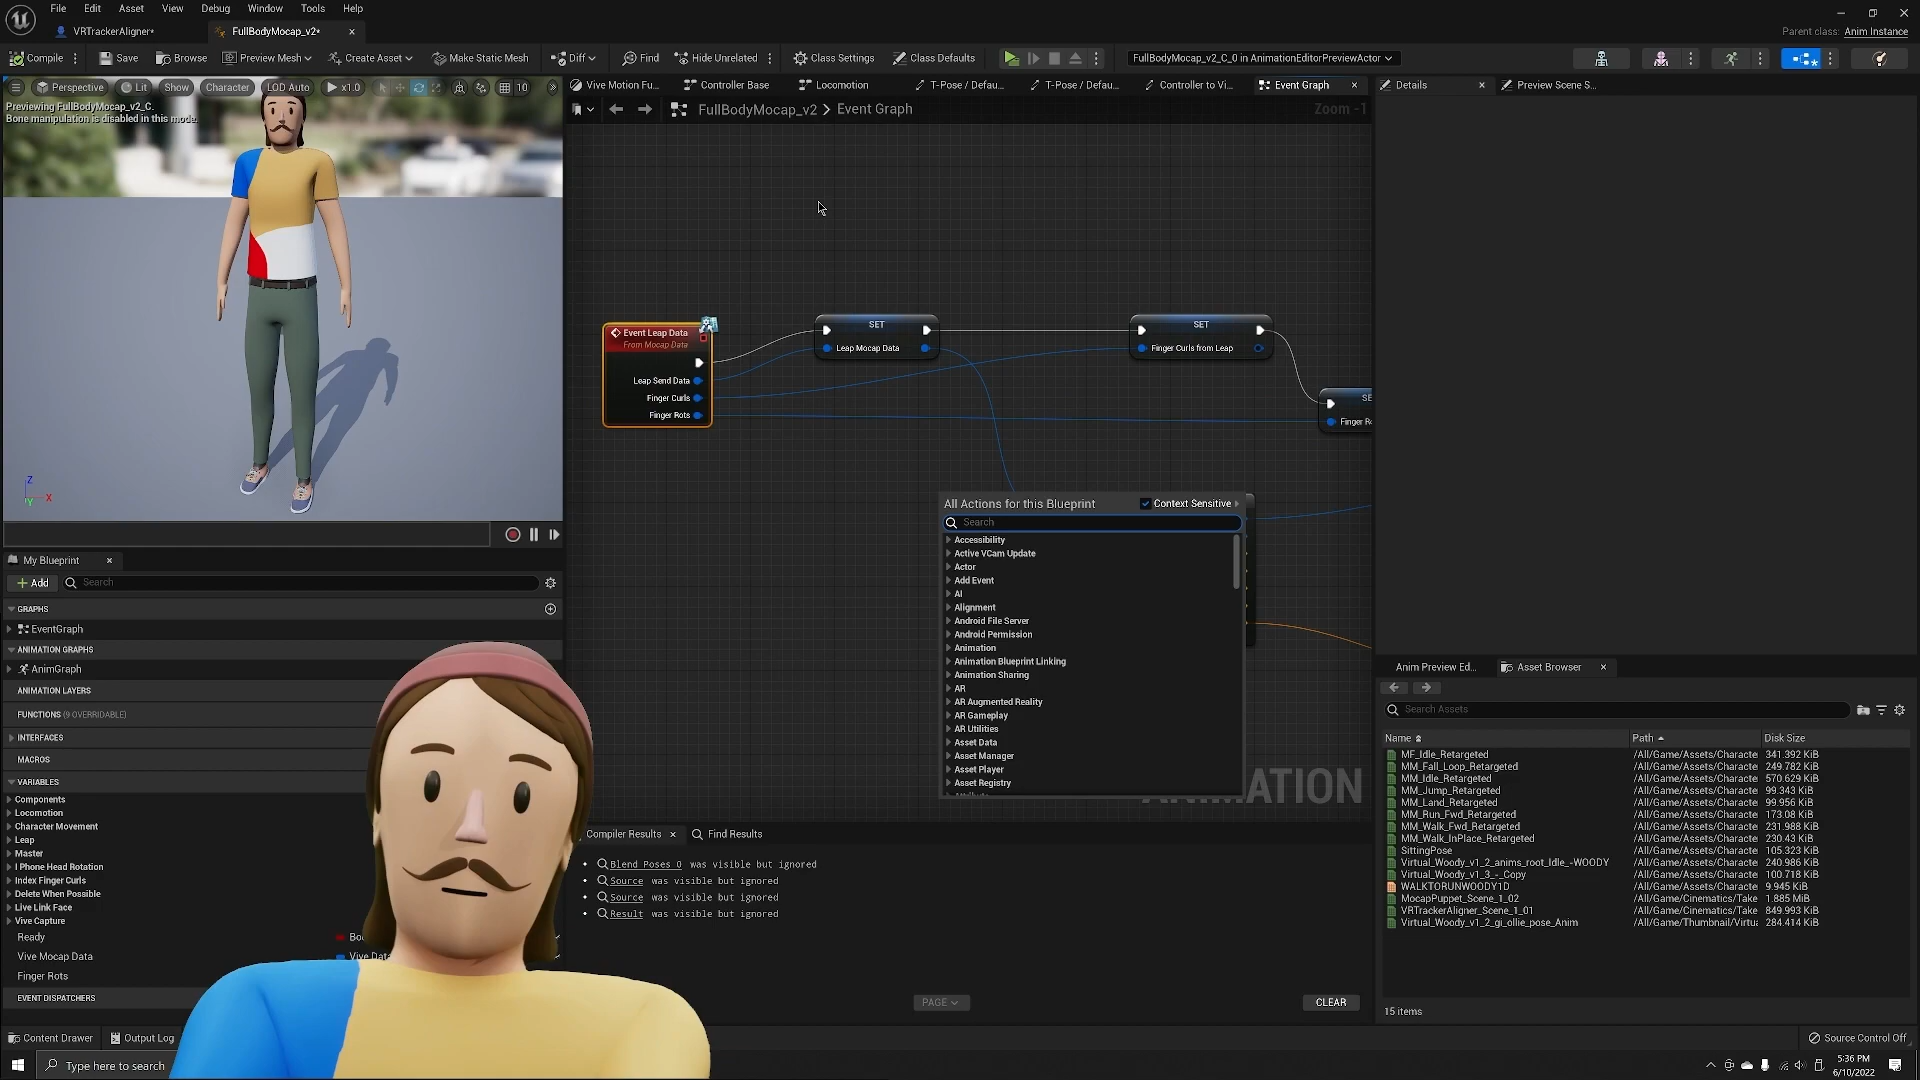 File Edit Asset View Debug Window Tools Help
VRTrackerAligner*
FullBodyMocap_v2*
Parent class: Anim Instance
Compile Save Browse Preview Mesh Create Asset Make Static Mesh Diff Find Hide Unrelated Class Settings Class Defaults FullBodyMocap_v2_C_0 in AnimationEditorPreviewActor
Perspective Lit Show Character LOD Auto x1.0 10
Previewing FullBodyMocap_v2_C.
Bone manipulation is disabled in this mode.
Z
X
Y
Vive Motion Fu... Controller Base Locomotion T-Pose / Defau... T-Pose / Defau... Controller to Vi... Event Graph
FullBodyMocap_v2 > Event Graph
Zoom -1
Event Leap Data
From Mocap Data
Leap Send Data
Finger Curls
Finger Rots
SET
Leap Mocap Data
SET
Finger Curls from Leap
SE
Finger R
All Actions for this Blueprint
Context Sensitive
Search
Accessibility
Active VCam Update
Actor
Add Event
AI
Alignment
Android File Server
Android Permission
Animation
Animation Blueprint Linking
Animation Sharing
AR
AR Augmented Reality
AR Gameplay
AR Utilities
Asset Data
Asset Manager
Asset Player
Asset Registry
ANIMATION
My Blueprint
Add Search
GRAPHS
EventGraph
ANIMATION GRAPHS
AnimGraph
ANIMATION LAYERS
FUNCTIONS (9 OVERRIDABLE)
INTERFACES
MACROS
VARIABLES
Components
Locomotion
Character Movement
Leap
Master
I Phone Head Rotation
Index Finger Curls
Delete When Possible
Live Link Face
Vive Capture
Ready
Vive Mocap Data Vive Data
Finger Rots
EVENT DISPATCHERS
Compiler Results Find Results
Blend Poses 0 was visible but ignored
Source was visible but ignored
Source was visible but ignored
Result was visible but ignored
PAGE
CLEAR
Details Preview Scene S...
Anim Preview Ed... Asset Browser
Search Assets
Name Path Disk Size
MF_Idle_Retargeted /All/Game/Assets/Characte 341.392 KiB
MM_Fall_Loop_Retargeted /All/Game/Assets/Characte 249.782 KiB
MM_Idle_Retargeted /All/Game/Assets/Characte 570.629 KiB
MM_Jump_Retargeted /All/Game/Assets/Characte 99.343 KiB
MM_Land_Retargeted /All/Game/Assets/Characte 99.956 KiB
MM_Run_Fwd_Retargeted /All/Game/Assets/Characte 173.08 KiB
MM_Walk_Fwd_Retargeted /All/Game/Assets/Characte 231.988 KiB
MM_Walk_InPlace_Retargeted /All/Game/Assets/Characte 230.43 KiB
SittingPose /All/Game/Assets/Characte 105.323 KiB
Virtual_Woody_v1_2_anims_root_Idle_-WOODY /All/Game/Assets/Characte 240.986 KiB
Virtual_Woody_v1_3_-_Copy /All/Game/Assets/Characte 100.718 KiB
WALKTORUNWOODY1D /All/Game/Assets/Characte 9.945 KiB
MocapPuppet_Scene_1_02 /All/Game/Cinematics/Take 1.885 MiB
VRTrackerAligner_Scene_1_01 /All/Game/Cinematics/Take 849.993 KiB
Virtual_Woody_v1_2_gi_ollie_pose_Anim /All/Game/Thumbnail/Virtua 284.414 KiB
15 items
Content Drawer Output Log Source Control Off
Type here to search
5:36 PM
6/10/2022